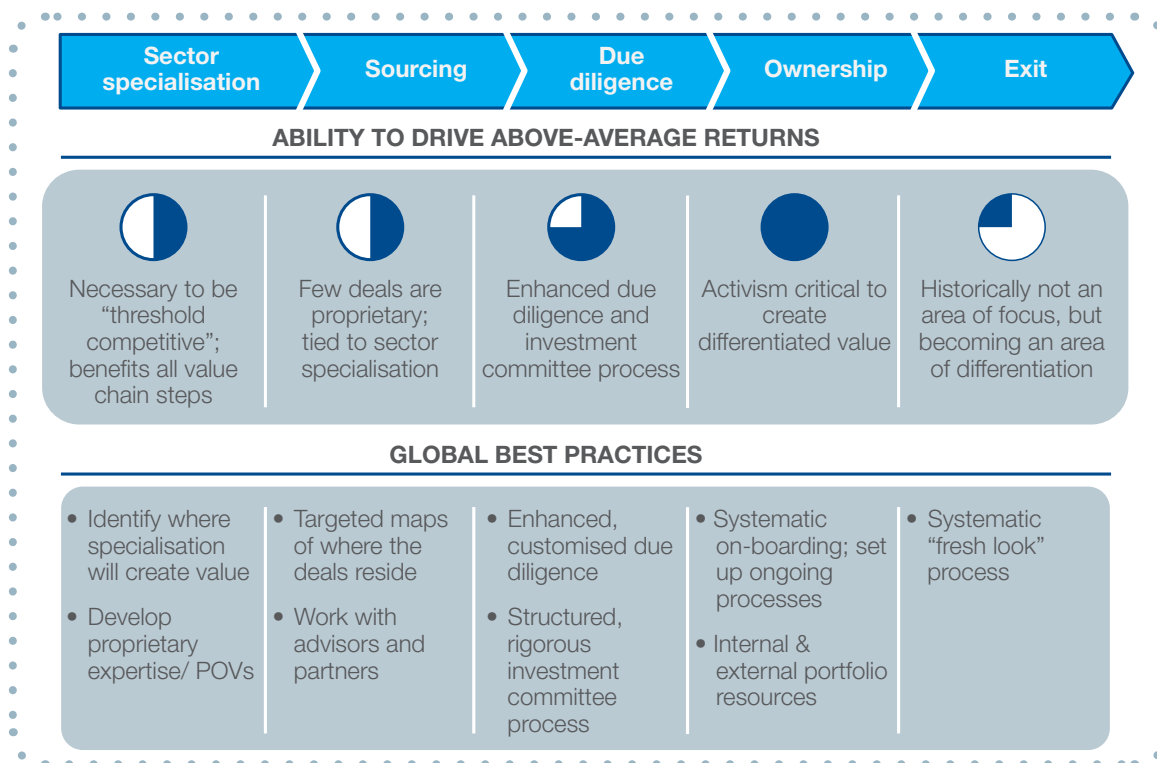 Sector
specialisation
Sourcing
Due
diligence
Ownership
Exit
ABILITY TO DRIVE ABOVE-AVERAGE RETURNS
Necessary to be
“threshold
competitive”;
benefits all value
chain steps
Few deals are
proprietary;
tied to sector
specialisation
Enhanced due
diligence and
investment
committee process
Activism critical to
create
differentiated value
Historically not an
area of focus, but
becoming an area
of differentiation
GLOBAL BEST PRACTICES
• Identify where
specialisation
will create value
• Develop
proprietary
expertise/ POVs
• Targeted maps
of where the
deals reside
• Work with
advisors and
partners
• Enhanced,
customised due
diligence
• Structured,
rigorous
investment
committee
process
• Systematic
on-boarding; set
up ongoing
processes
• Internal &
external portfolio
resources
• Systematic
“fresh look”
process